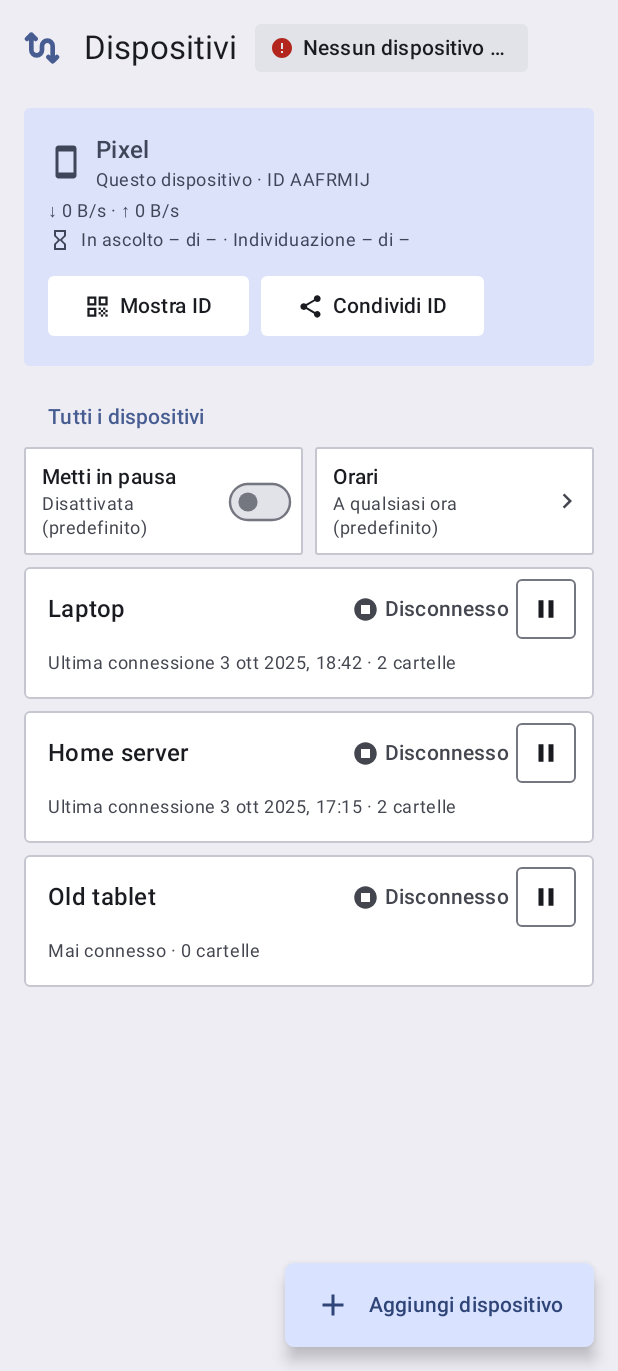 Dispositivi
Nessun dispositivo ...
Pixel
Questo dispositivo · ID AAFRMIJ
↓ 0 B/s · ↑ 0 B/s
In ascolto – di – · Individuazione – di –
Mostra ID
Condividi ID
Tutti i dispositivi
Metti in pausa
Disattivata
(predefinito)
Orari
A qualsiasi ora
(predefinito)
Laptop
Disconnesso
Ultima connessione 3 ott 2025, 18:42 · 2 cartelle
Home server
Disconnesso
Ultima connessione 3 ott 2025, 17:15 · 2 cartelle
Old tablet
Disconnesso
Mai connesso · 0 cartelle
Aggiungi dispositivo